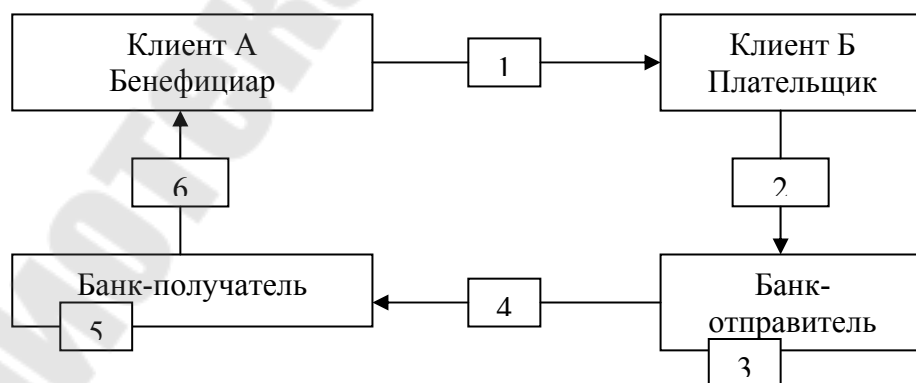 Клиент А
Бенефициар
1
Клиент Б
Плательщик
6
2
Банк-получатель
5
4
Банк-
отправитель
3